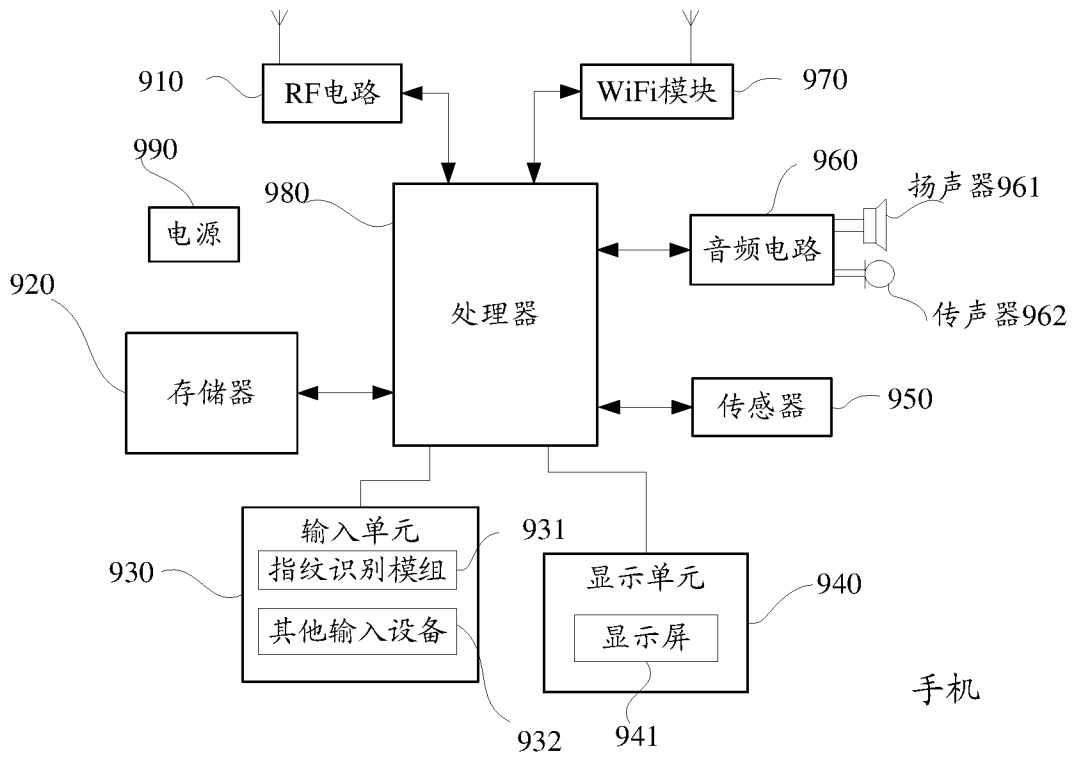 910
RF电路
WiFi模块
970
990
电源
980
960
扬声器961
音频电路
传声器962
920
处理器
存储器
传感器
950
输入单元
931
930
指纹识别模组
其他输入设备
932
显示单元
940
显示屏
941
手机